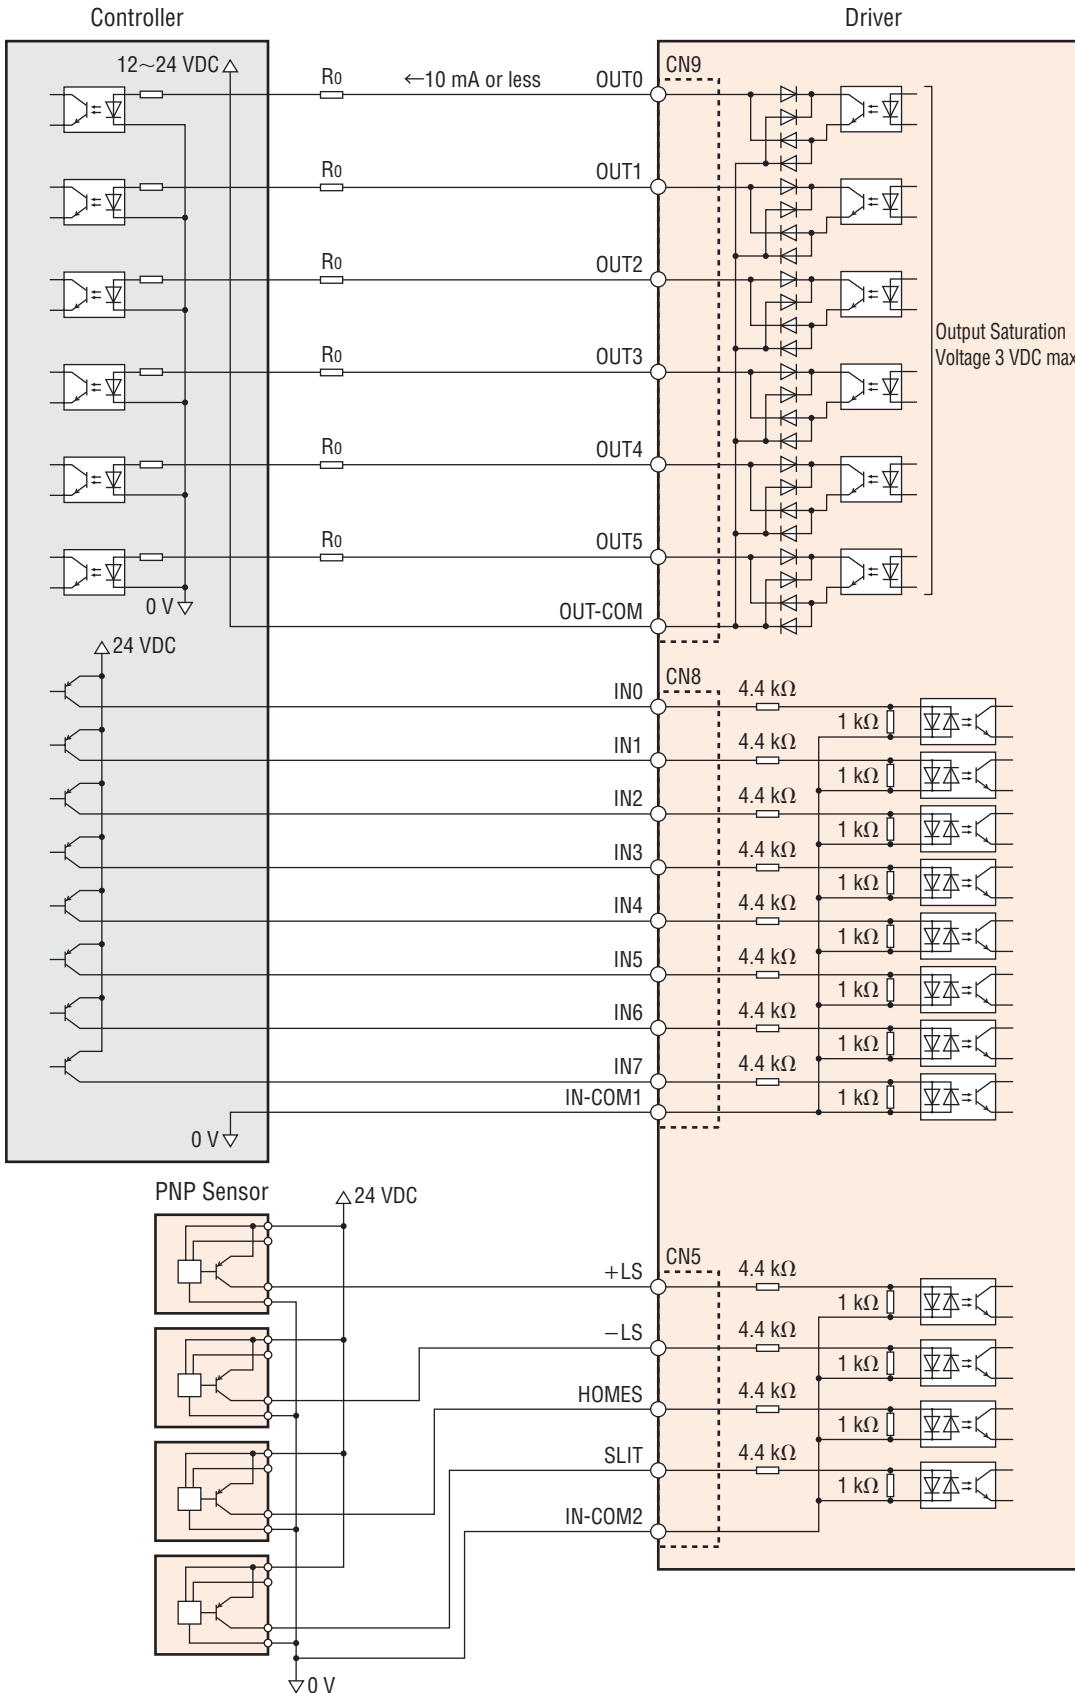 Controller
Driver
12~24 VDC
R0
←10 mA or less
OUT0
CN9
R0
OUT1
R0
OUT2
Output Saturation
Voltage 3 VDC max
R0
OUT3
R0
OUT4
R0
OUT5
0 V
OUT-COM
24 VDC
CN8
IN0
4.4 kΩ
1 kΩ
IN1
4.4 kΩ
1 kΩ
IN2
4.4 kΩ
1 kΩ
IN3
4.4 kΩ
1 kΩ
IN4
4.4 kΩ
1 kΩ
IN5
4.4 kΩ
1 kΩ
IN6
4.4 kΩ
1 kΩ
IN7
4.4 kΩ
IN-COM1
1 kΩ
0 V
PNP Sensor
24 VDC
CN5
+LS
4.4 kΩ
1 kΩ
−LS
4.4 kΩ
1 kΩ
HOMES
4.4 kΩ
1 kΩ
SLIT
4.4 kΩ
1 kΩ
IN-COM2
0 V